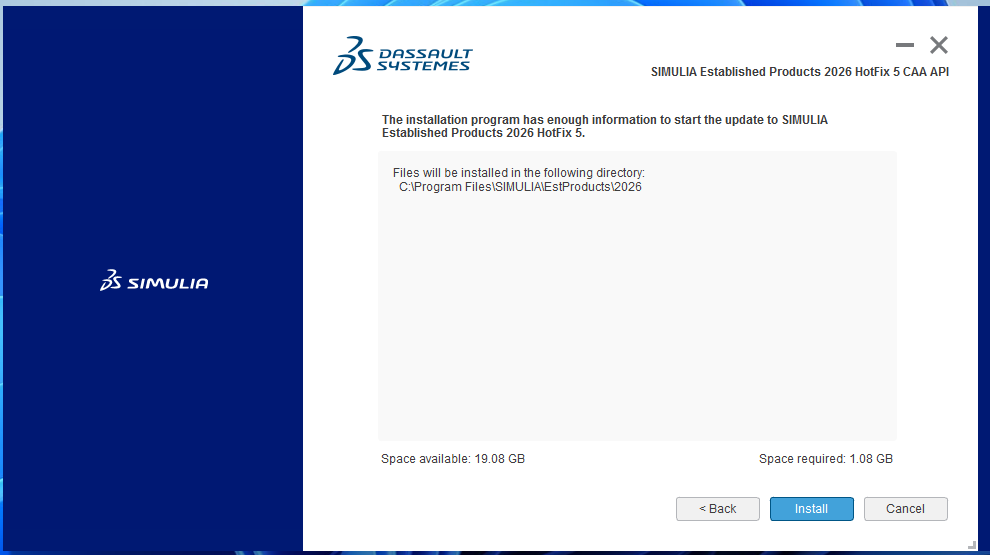 DASSAULT
SYSTEMES
SIMULIA Established Products 2026 HotFix 5 CAA API
The installation program has enough information to start the update to SIMULIA
Established Products 2026 HotFix 5.
Files will be installed in the following directory:
C:\Program Files\SIMULIA\EstProducts\2026
SIMULIA
Space available: 19.08 GB
Space required: 1.08 GB
< Back
Install
Cancel